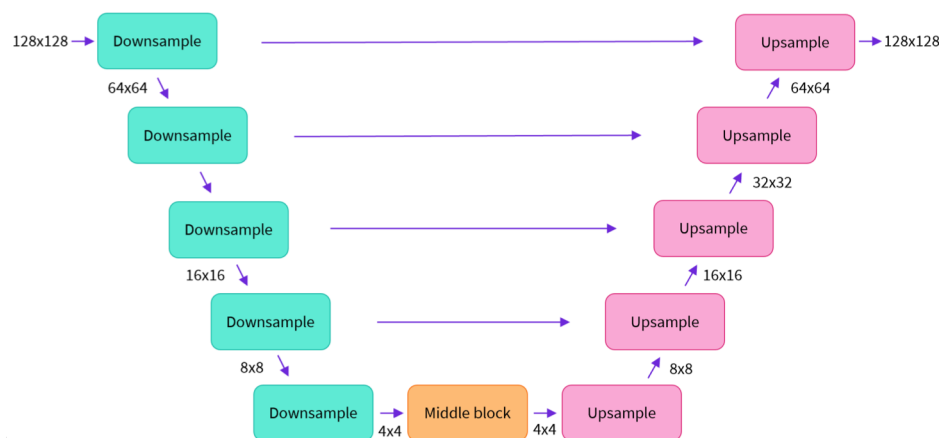 128x128 Downsample Upsample 128x128
64x64 64x64
Downsample Upsample
32x32
Downsample Upsample
16x16 16x16
Downsample Upsample
8x8 8x8
Downsample Middle block Upsample
4x4 4x4